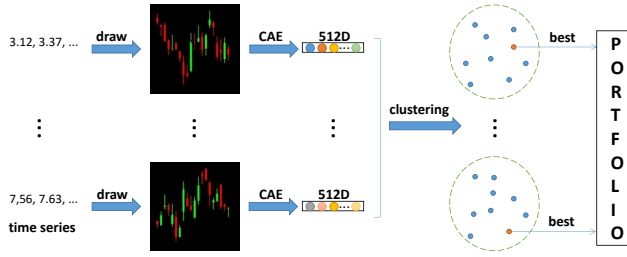 3.12, 3.37, ...
draw
CAE
512D
best
clustering
7,56, 7.63, ...
draw
CAE
512D
best
time series
PORTFOLIO